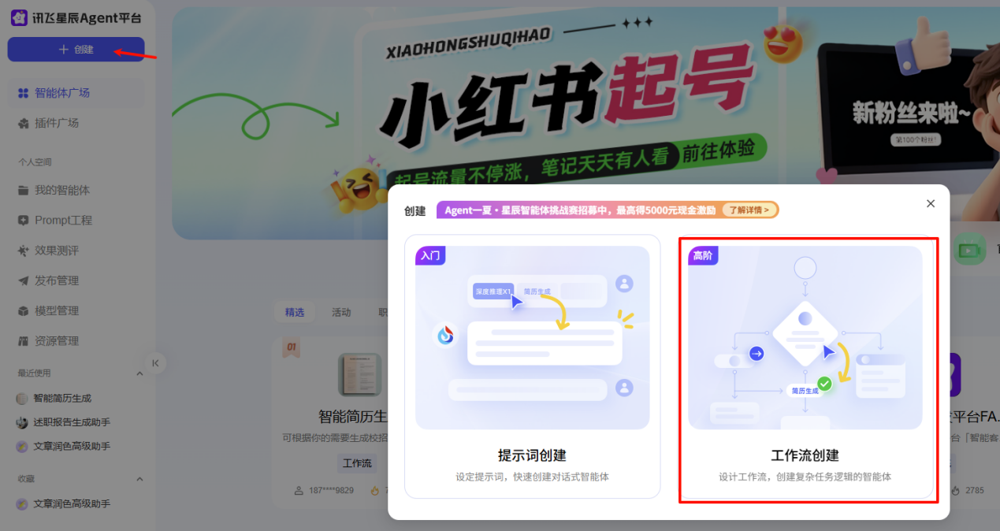 讯飞星辰Agent平台
创建
智能体广场
插件广场
个人空间
我的智能体
Prompt工程
效果测评
发布管理
模型管理
资源管理
最近使用
智能简历生成
述职报告生成助手
文章润色高级助手
收藏
文章润色高级助手
XIAOHONGSHUQIHAO
小红书起号
起号流量不停涨，笔记天天有人看
前往体验
新粉丝来啦~
第100个粉丝!
精选
活动
职
01
智能简历生
可根据你的需要生成校招
工作流
187****9829
创建
Agent一夏·星辰智能体挑战赛招募中，最高得5000元现金激励
了解详情 >
入门
深度推理X1
简历生成
提示词创建
设定提示词，快速创建对话式智能体
高阶
简历生成
工作流创建
设计工作流，创建复杂任务逻辑的智能体
平台FA...
台「智能客
2785